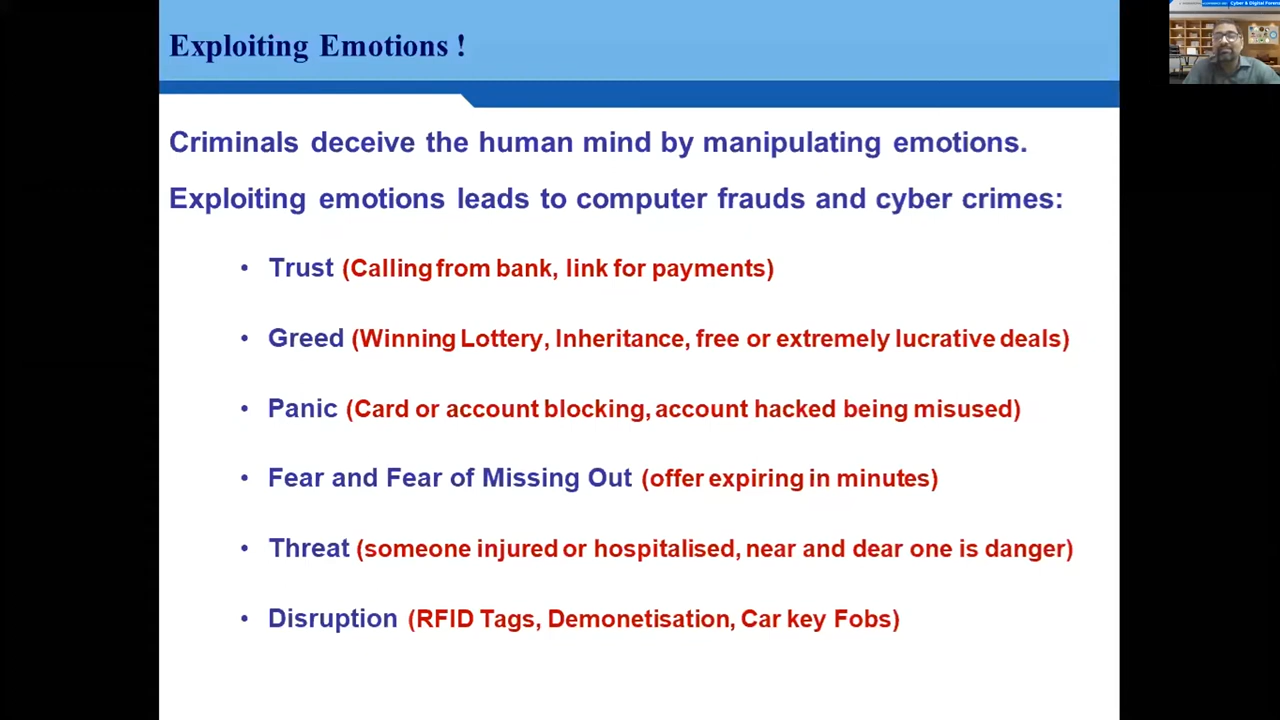 Exploiting Emotions !
Criminals deceive the human mind by manipulating emotions.
Exploiting emotions leads to computer frauds and cyber crimes:
• Trust (Calling from bank, link for payments)
• Greed (Winning Lottery, Inheritance, free or extremely lucrative deals)
• Panic (Card or account blocking, account hacked being misused)
• Fear and Fear of Missing Out (offer expiring in minutes)
• Threat (someone injured or hospitalised, near and dear one is danger)
• Disruption (RFID Tags, Demonetisation, Car key Fobs)
Cyber & Digital